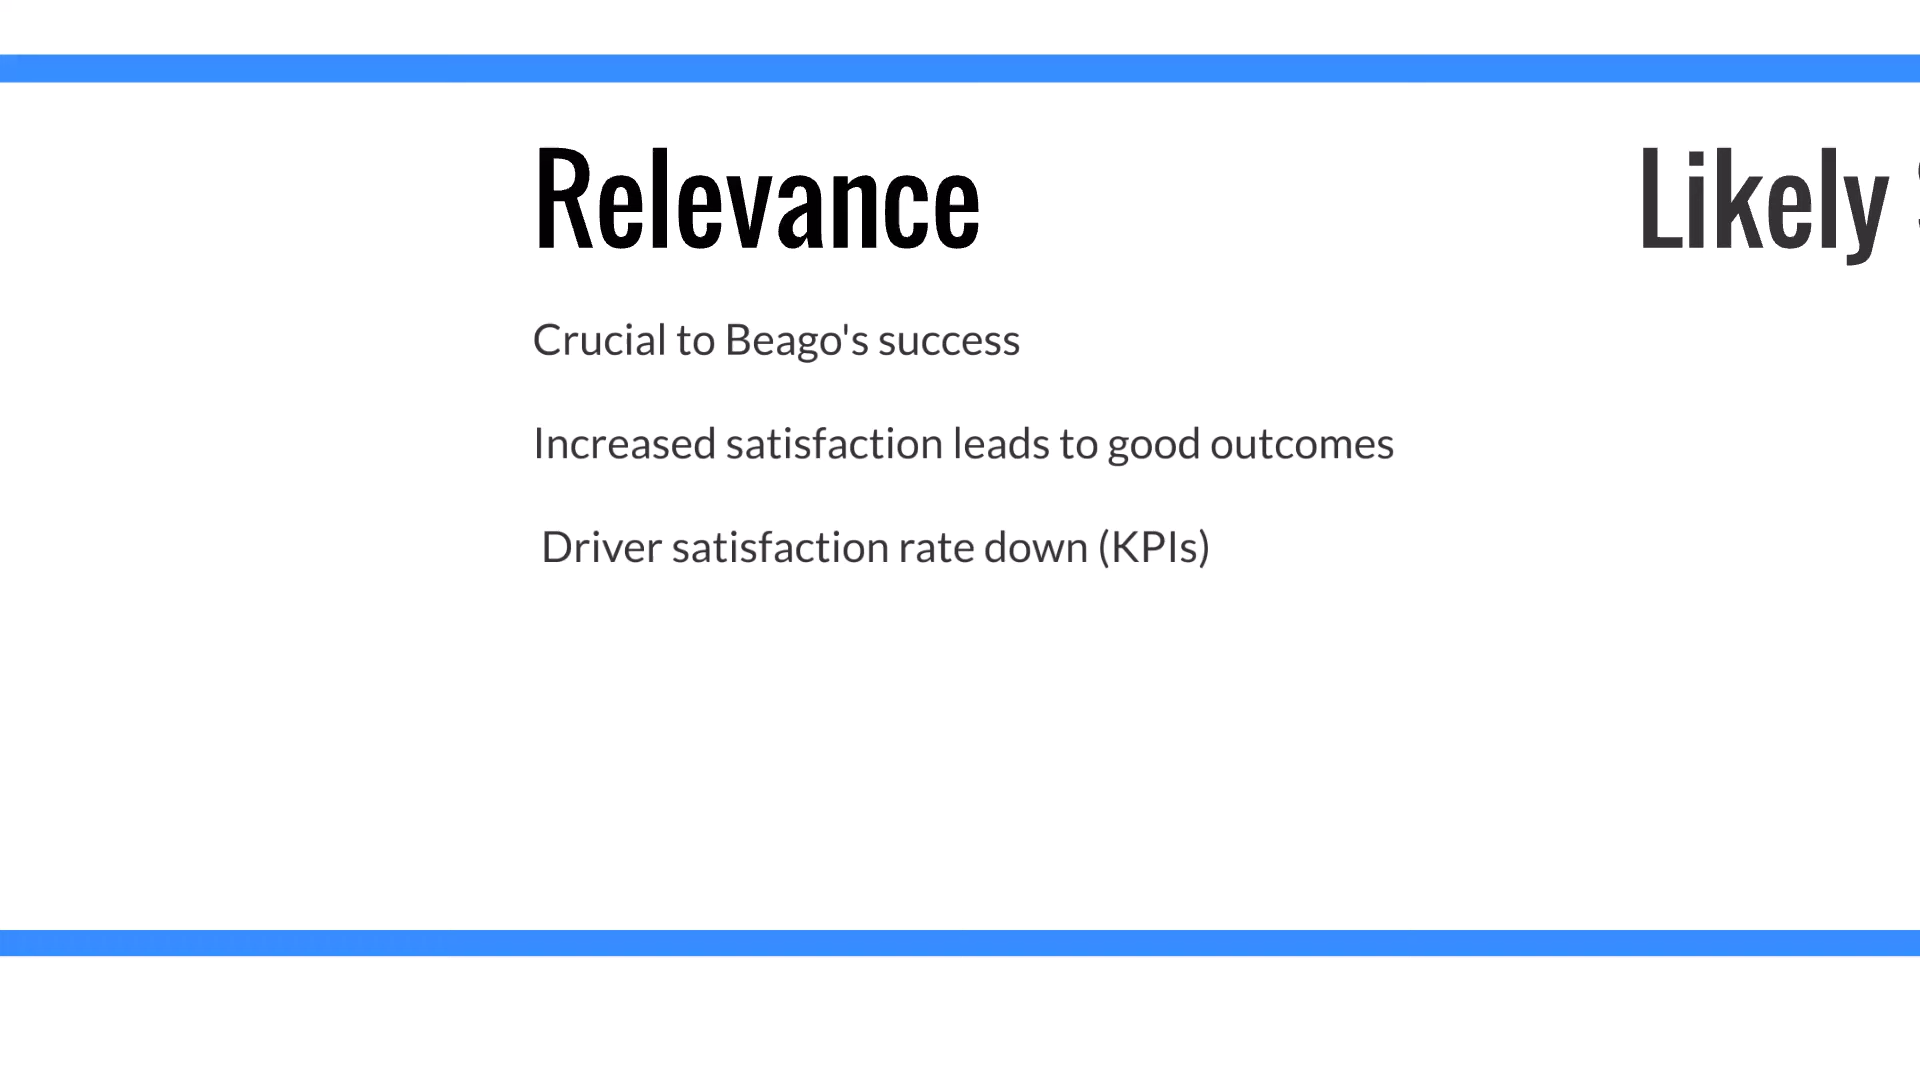 Relevance
Likely
Crucial to Beago's success
Increased satisfaction leads to good outcomes
Driver satisfaction rate down (KPIs)